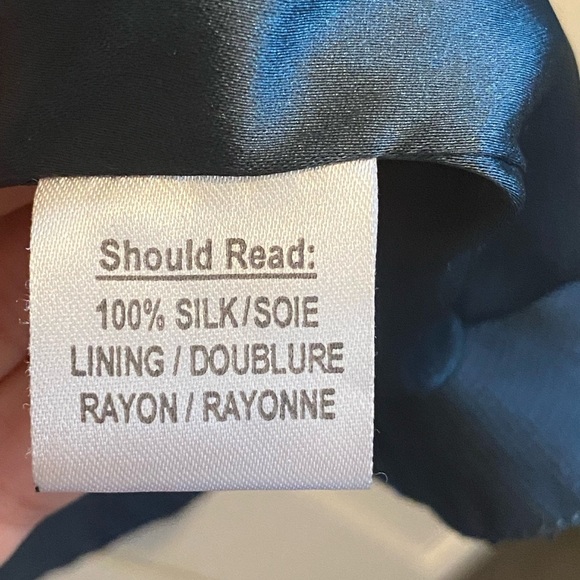 Should Read:
100% SILK/SOIE
LINING / DOUBLURE
RAYON / RAYONNE